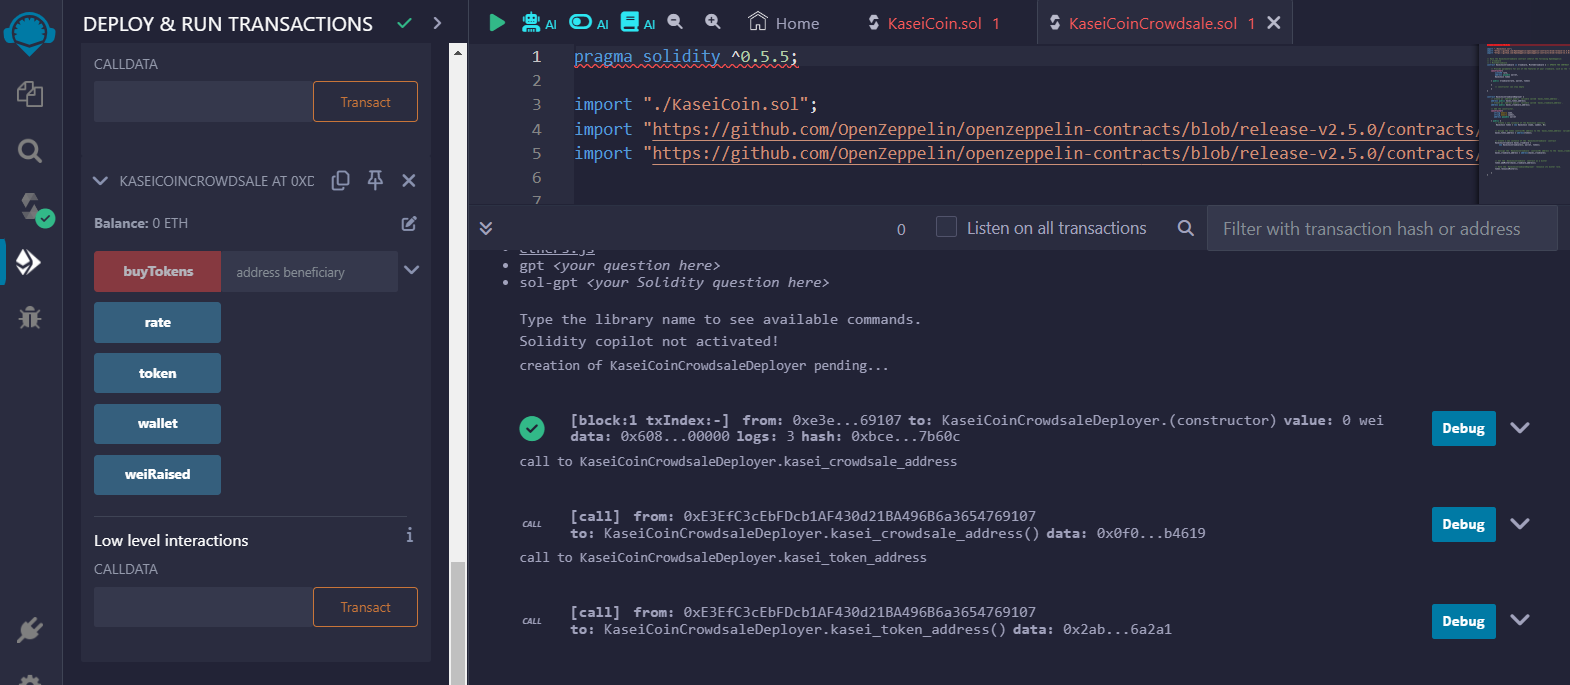 DEPLOY & RUN TRANSACTIONS
CALLDATA
Transact
KASEICOINCROWDSALE AT 0XD
Balance: 0 ETH
buyTokens address beneficiary
rate
token
wallet
weiRaised
Low level interactions
i
CALLDATA
Transact
AI AI AI Home KaseiCoin.sol 1 KaseiCoinCrowdsale.sol 1
1 pragma solidity ^0.5.5;
2
3 import "./KaseiCoin.sol";
4 import "https://github.com/OpenZeppelin/openzeppelin-contracts/blob/release-v2.5.0/contracts/
5 import "https://github.com/OpenZeppelin/openzeppelin-contracts/blob/release-v2.5.0/contracts/
6
7
0 Listen on all transactions Filter with transaction hash or address
ethers.js
gpt <your question here>
sol-gpt <your Solidity question here>
Type the library name to see available commands.
Solidity copilot not activated!
creation of KaseiCoinCrowdsaleDeployer pending...
[block:1 txIndex:-] from: 0xe3e...69107 to: KaseiCoinCrowdsaleDeployer.(constructor) value: 0 wei
data: 0x608...00000 logs: 3 hash: 0xbce...7b60c
Debug
call to KaseiCoinCrowdsaleDeployer.kasei_crowdsale_address
CALL [call] from: 0xE3EfC3cEbFDcb1AF430d21BA496B6a3654769107
to: KaseiCoinCrowdsaleDeployer.kasei_crowdsale_address() data: 0x0f0...b4619
Debug
call to KaseiCoinCrowdsaleDeployer.kasei_token_address
CALL [call] from: 0xE3EfC3cEbFDcb1AF430d21BA496B6a3654769107
to: KaseiCoinCrowdsaleDeployer.kasei_token_address() data: 0x2ab...6a2a1
Debug